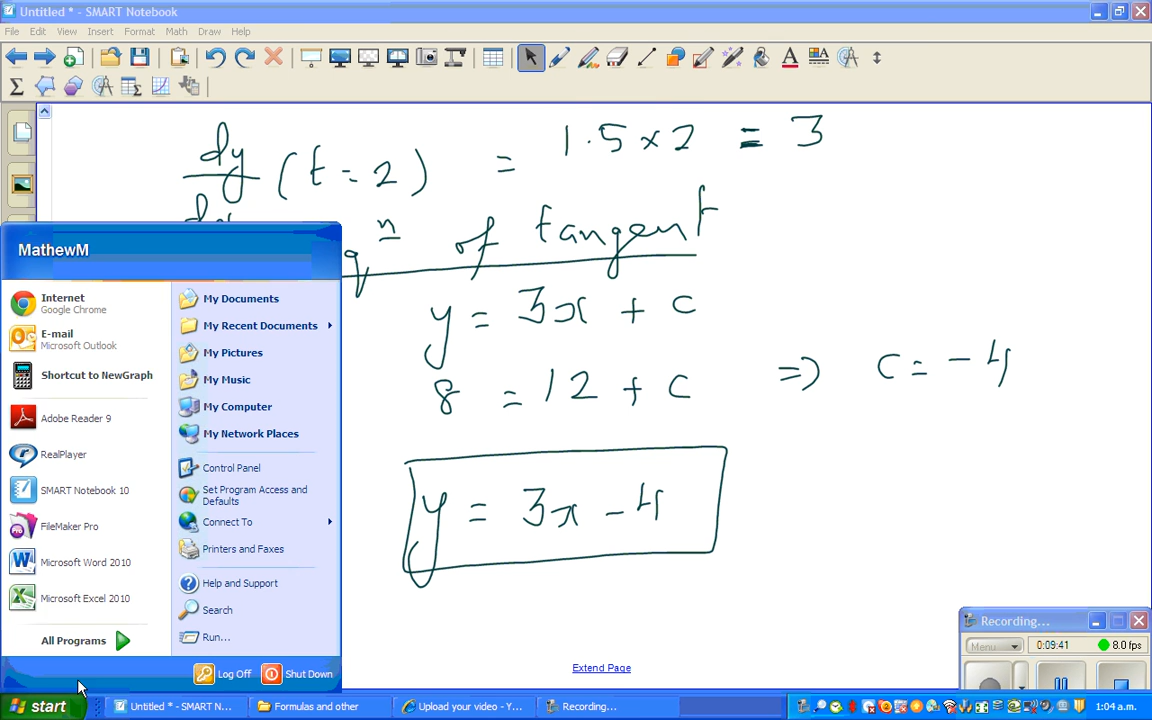 Untitled * - SMART Notebook
File Edit View Insert Format Math Draw Help
dy (t = 2) = 1.5 × 2 = 3
qⁿ of tangent
y = 3x + c
8 = 12 + c => c = - 4
y = 3x - 4
Extend Page
MathewM
Internet
Google Chrome
E-mail
Microsoft Outlook
Shortcut to NewGraph
Adobe Reader 9
RealPlayer
SMART Notebook 10
FileMaker Pro
Microsoft Word 2010
Microsoft Excel 2010
All Programs
My Documents
My Recent Documents
My Pictures
My Music
My Computer
My Network Places
Control Panel
Set Program Access and
Defaults
Connect To
Printers and Faxes
Help and Support
Search
Run...
Log Off Shut Down
Recording...
Menu 0:09:41 8.0 fps
start Untitled * - SMART N... Formulas and other Upload your video - Y... Recording... 1:04 a.m.